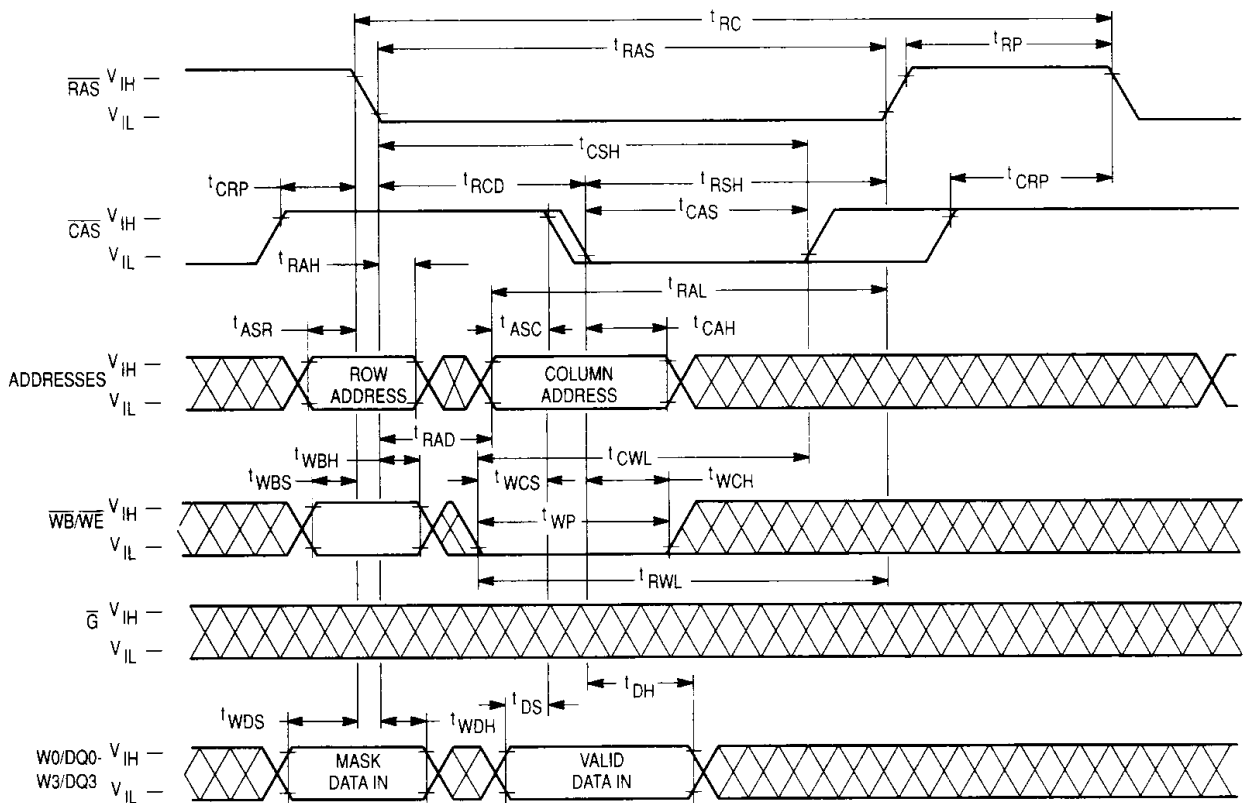 tRC
tRAS
tRP
RAS VIH
VIL
tCSH
tCRP
tRCD
tRSH
tCRP
CAS VIH
tCAS
VIL
tRAH
tRAL
tASR
tASC
tCAH
ADDRESSES VIH
VIL
ROW ADDRESS
COLUMN ADDRESS
tRAD
tWBH
tCWL
tWBS
tWCS
tWCH
WB/WE VIH
VIL
tWP
tRWL
G VIH
VIL
tDH
tWDS
tWDH
tDS
W0/DQ0-
W3/DQ3
VIH
VIL
MASK DATA IN
VALID DATA IN